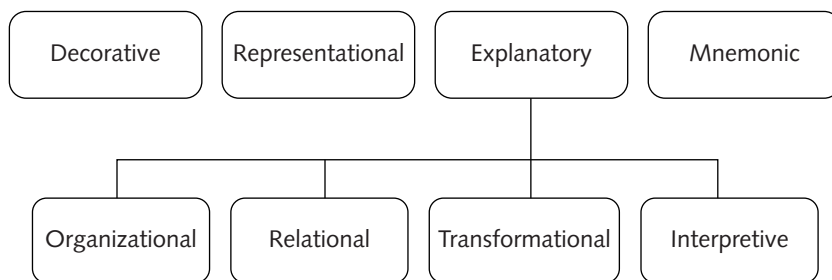 Decorative
Representational
Explanatory
Mnemonic
Organizational
Relational
Transformational
Interpretive